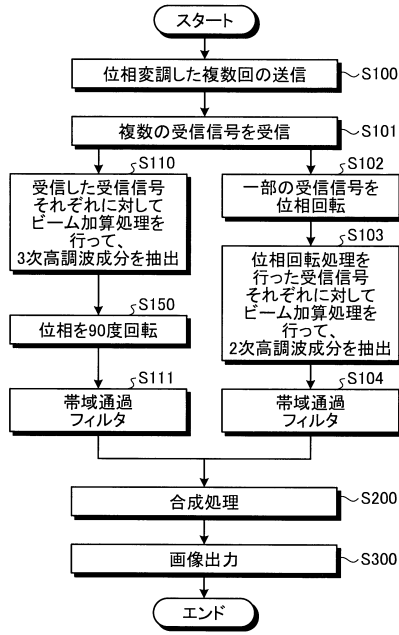 スタート
位相変調した複数回の送信
S100
複数の受信信号を受信
S101
S110
受信した受信信号
それぞれに対して
ビーム加算処理を
行って、
3次高調波成分を抽出
S102
一部の受信信号を
位相回転
S103
位相回転処理を
行った受信信号
それぞれに対して
ビーム加算処理を
行って、
2次高調波成分を抽出
S150
位相を90度回転
S111
帯域通過
フィルタ
S104
帯域通過
フィルタ
合成処理
S200
画像出力
S300
エンド